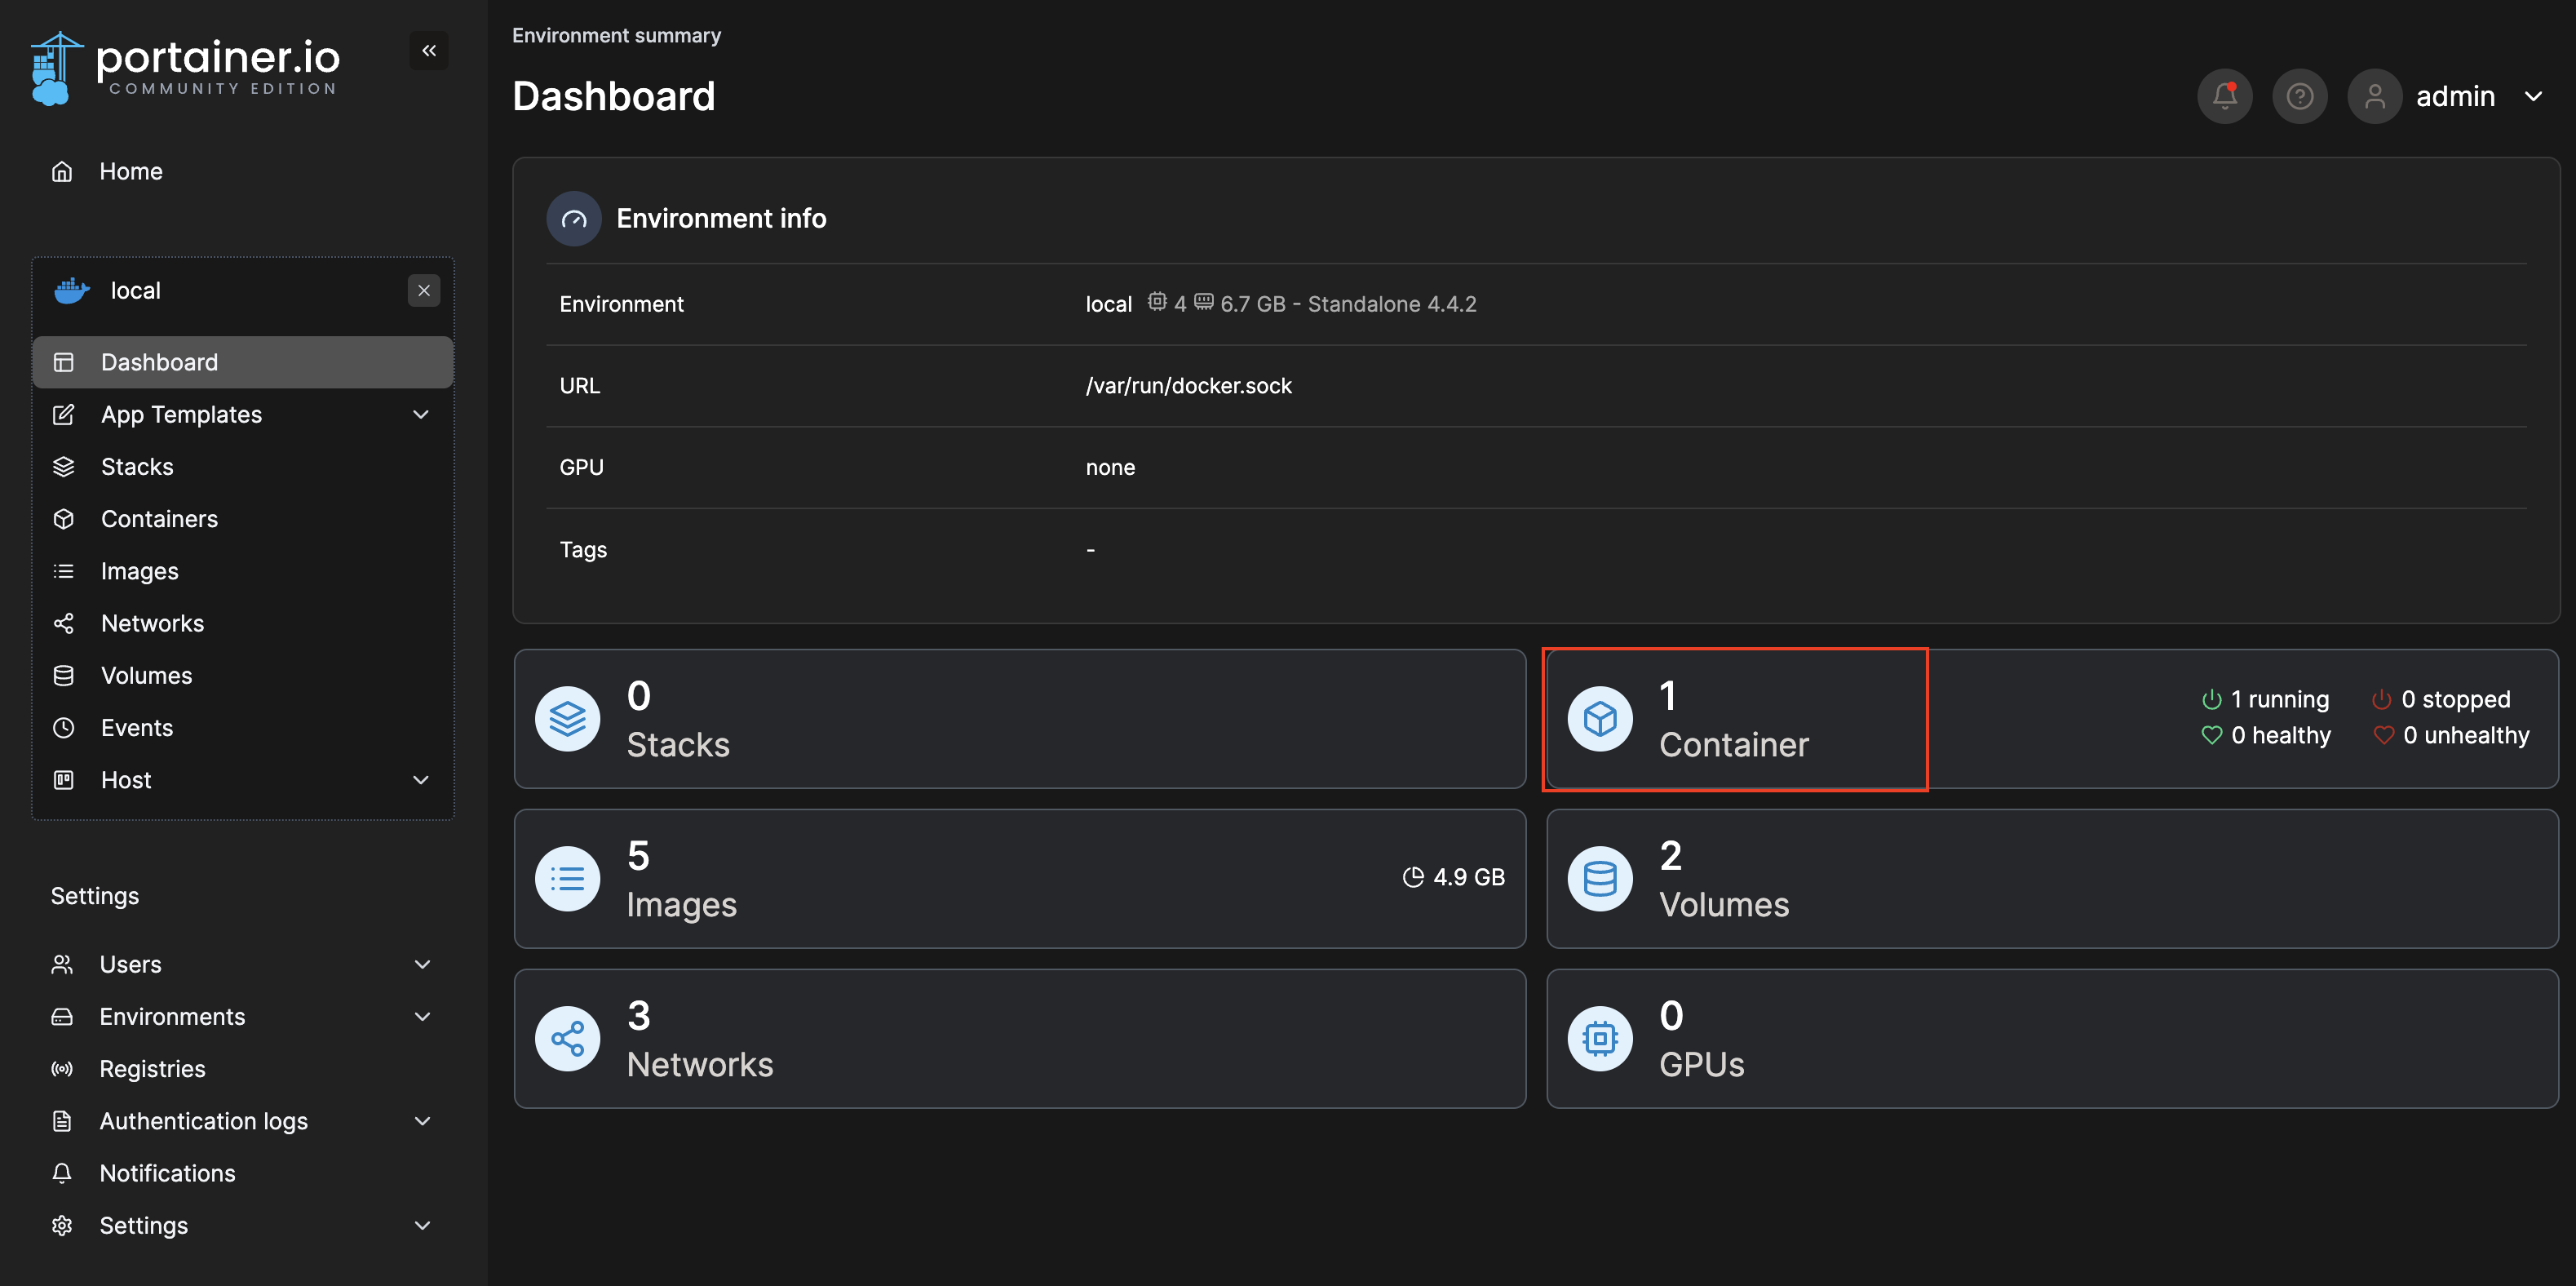 portainer.io
COMMUNITY EDITION
Home
local
Dashboard
App Templates
Stacks
Containers
Images
Networks
Volumes
Events
Host
Settings
Users
Environments
Registries
Authentication logs
Notifications
Settings
Environment summary
Dashboard
admin
Environment info
Environment local 4 6.7 GB - Standalone 4.4.2
URL /var/run/docker.sock
GPU none
Tags -
0
Stacks
1
Container
1 running 0 stopped
0 healthy 0 unhealthy
5
Images
4.9 GB
2
Volumes
3
Networks
0
GPUs